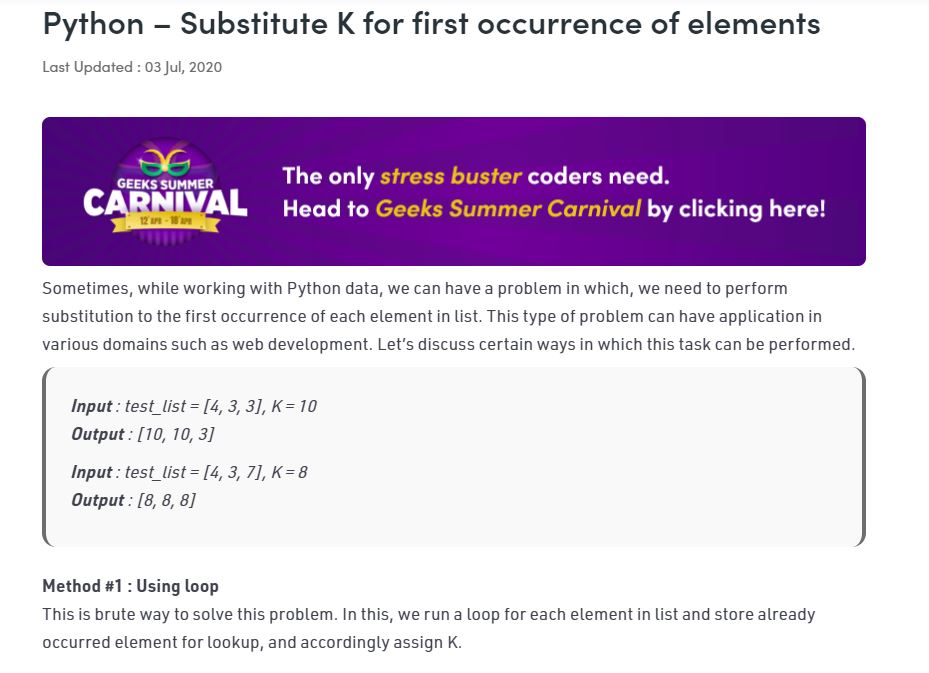 Python – Substitute K for first occurrence of elements
Last Updated : 03 Jul, 2020
GEEKS SUMMER
CARNIVAL
12th APR - 18th APR
The only stress buster coders need.
Head to Geeks Summer Carnival by clicking here!
Sometimes, while working with Python data, we can have a problem in which, we need to perform
substitution to the first occurrence of each element in list. This type of problem can have application in
various domains such as web development. Let’s discuss certain ways in which this task can be performed.
Input : test_list = [4, 3, 3], K = 10
Output : [10, 10, 3]
Input : test_list = [4, 3, 7], K = 8
Output : [8, 8, 8]
Method #1 : Using loop
This is brute way to solve this problem. In this, we run a loop for each element in list and store already
occurred element for lookup, and accordingly assign K.